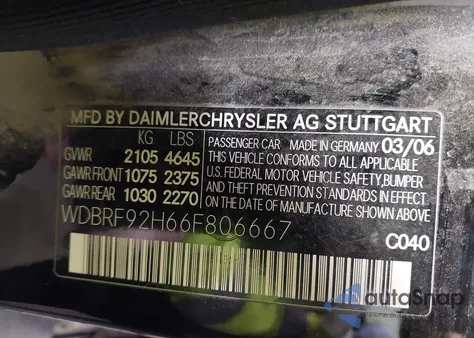 MFD BY DAIMLERCHRYSLER AG STUTTGART
KG LBS
GVWR 2105 4645
GAWR FRONT 1075 2375
GAWR REAR 1030 2270
PASSENGER CAR MADE IN GERMANY 03/06
THIS VEHICLE CONFORMS TO ALL APPLICABLE
U.S. FEDERAL MOTOR VEHICLE SAFETY, BUMPER
AND THEFT PREVENTION STANDARDS IN EFFECT
ON THE DATE OF MANUFACTURE SHOWN ABOVE
WDBRF92H66F806667
C040
autoSnap